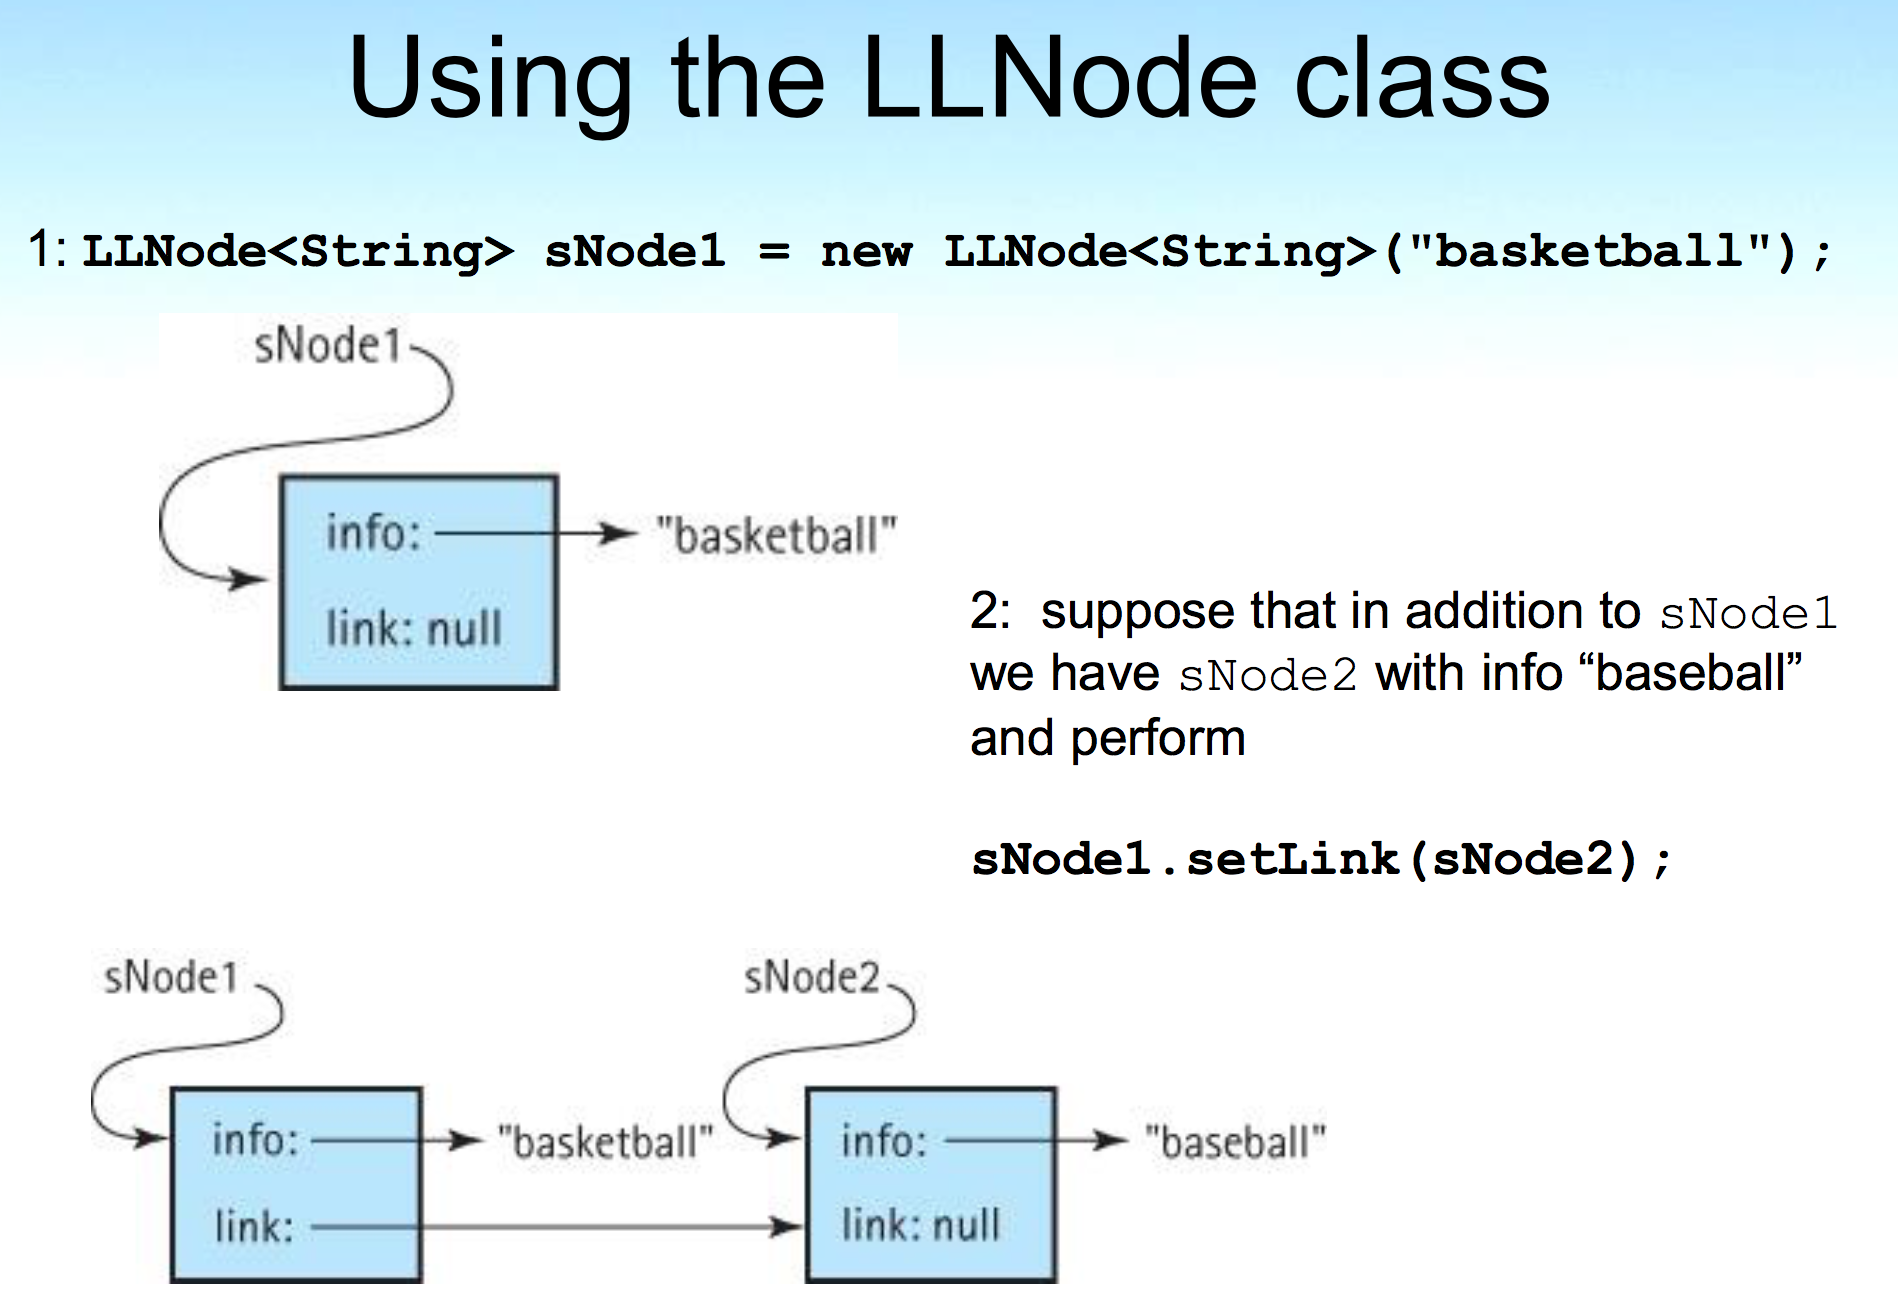 Using the LLNode class
1: LLNode<String> sNode1 = new LLNode<String>("basketball");
sNode1
info:
"basketball"
link: null
2: suppose that in addition to sNode1
we have sNode2 with info “baseball”
and perform
sNode1.setLink(sNode2);
sNode1
sNode2
info:
"basketball"
info:
"baseball"
link:
link: null